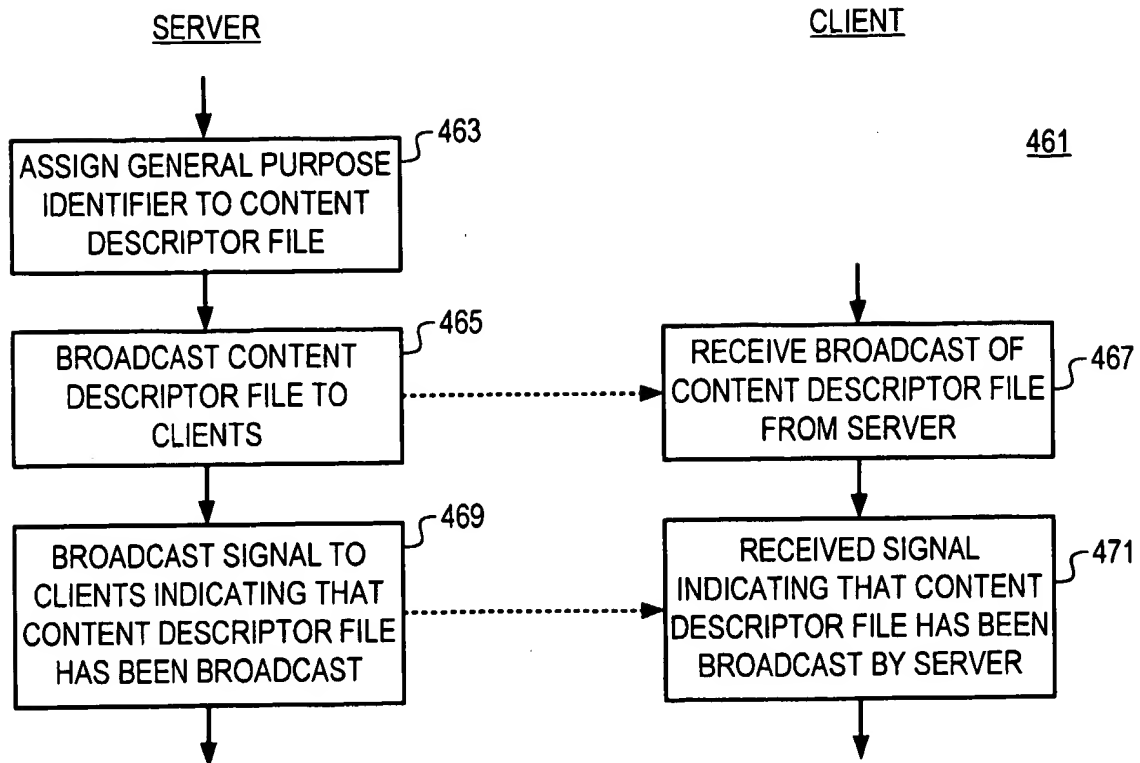 SERVER
CLIENT
461
463
ASSIGN GENERAL PURPOSE
IDENTIFIER TO CONTENT
DESCRIPTOR FILE
465
BROADCAST CONTENT
DESCRIPTOR FILE TO
CLIENTS
RECEIVE BROADCAST OF
CONTENT DESCRIPTOR FILE
FROM SERVER
467
469
BROADCAST SIGNAL TO
CLIENTS INDICATING THAT
CONTENT DESCRIPTOR FILE
HAS BEEN BROADCAST
RECEIVED SIGNAL
INDICATING THAT CONTENT
DESCRIPTOR FILE HAS BEEN
BROADCAST BY SERVER
471